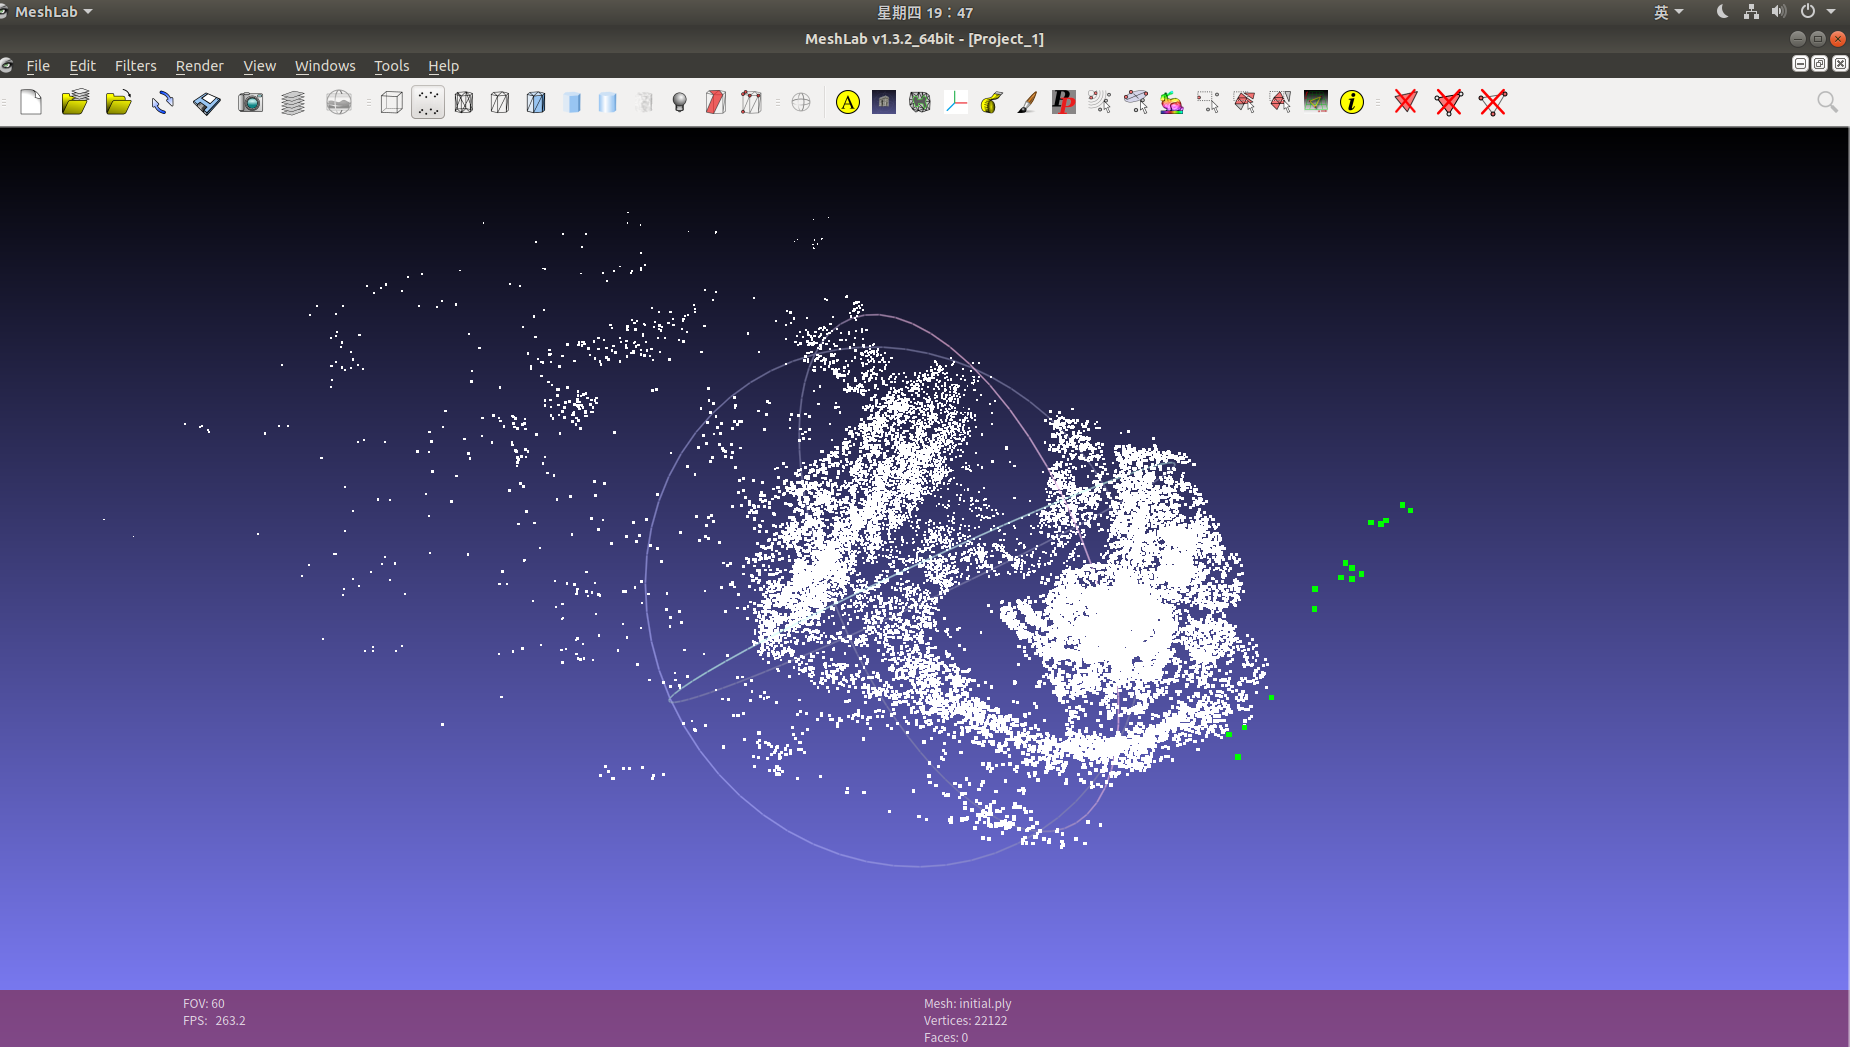 MeshLab
星期四 19：47
英
MeshLab v1.3.2_64bit - [Project_1]
File Edit Filters Render View Windows Tools Help
A
PP
i
FOV: 60
FPS: 263.2
Mesh: initial.ply
Vertices: 22122
Faces: 0